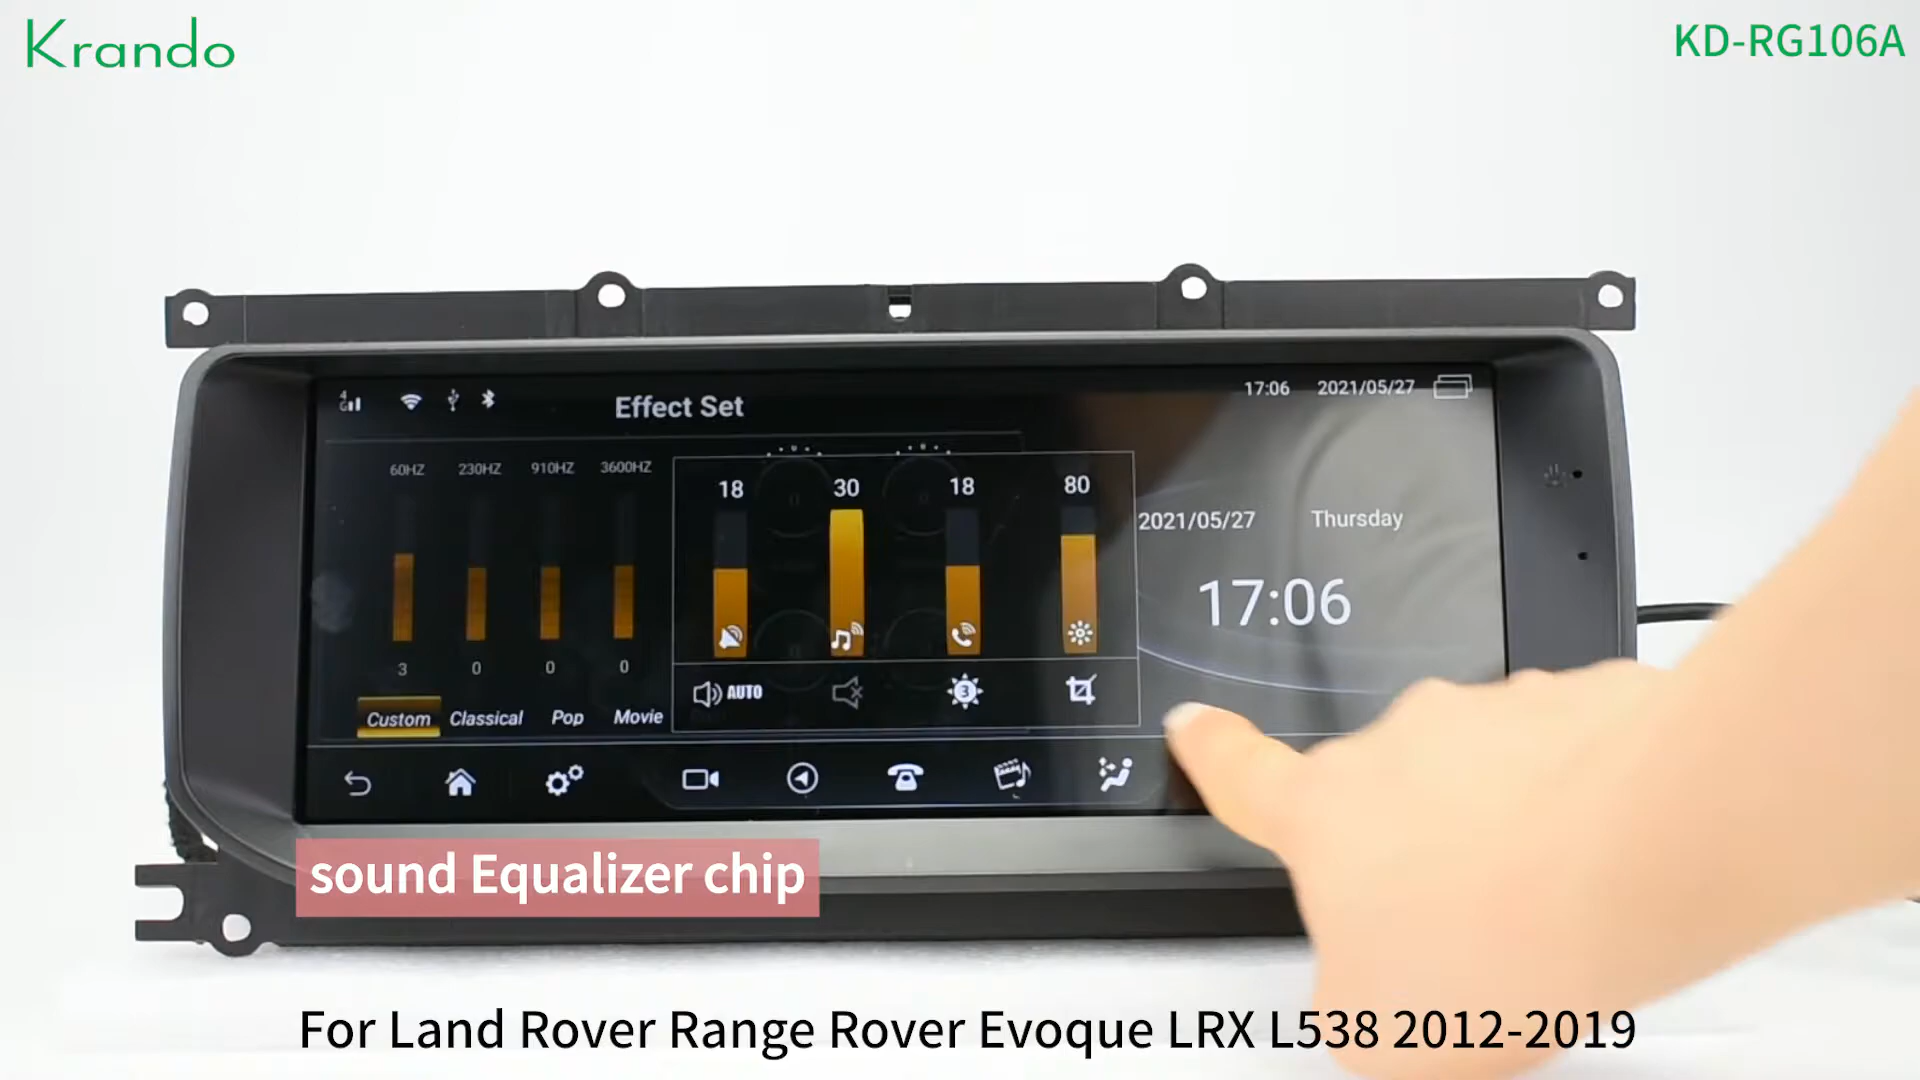 Krando
KD-RG106A
4G
Effect Set
17:06 2021/05/27
60HZ 230HZ 910HZ 3600HZ
18 30 18 80
2021/05/27 Thursday
17:06
3 0 0 0
AUTO 3
Custom Classical Pop Movie
sound Equalizer chip
For Land Rover Range Rover Evoque LRX L538 2012-2019